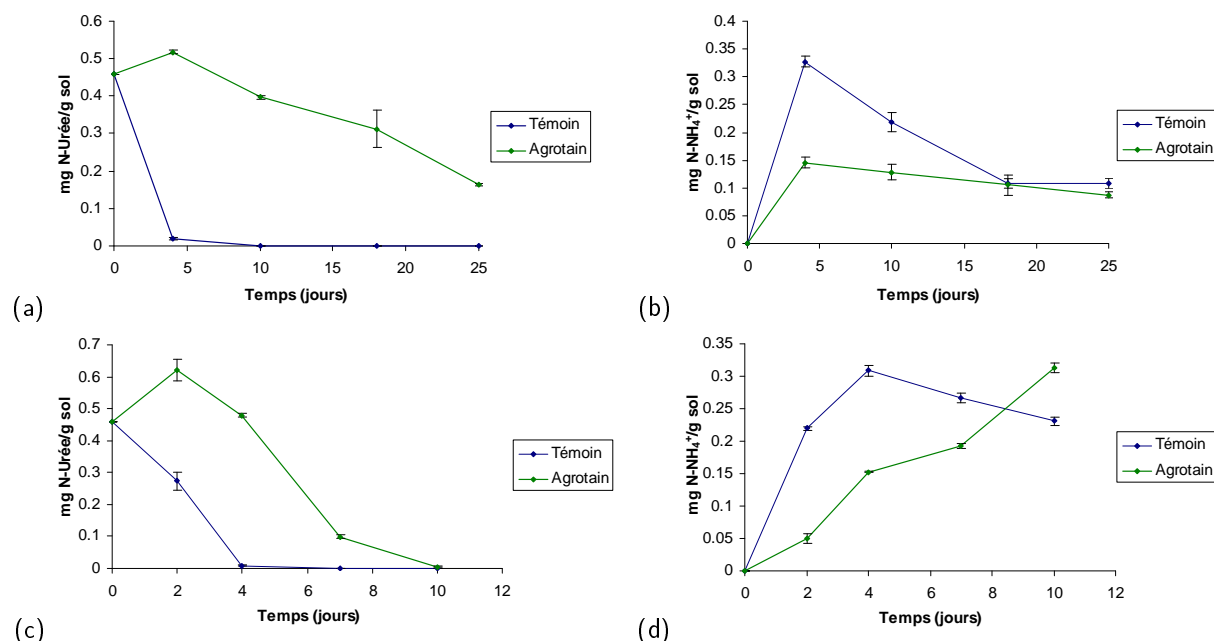 0.6
0.5
0.4
0.3
0.2
0.1
0
mg N-Urée/g sol
0 5 10 15 20 25
Temps (jours)
Témoin
Agrotain
(a)
0.4
0.35
0.3
0.25
0.2
0.15
0.1
0.05
0
mg N-NH₄⁺/g sol
0 5 10 15 20 25
Temps (jours)
Témoin
Agrotain
(b)
0.7
0.6
0.5
0.4
0.3
0.2
0.1
0
mg N-Urée/g sol
0 2 4 6 8 10 12
Temps (jours)
Témoin
Agrotain
(c)
0.35
0.3
0.25
0.2
0.15
0.1
0.05
0
mg N-NH₄⁺/g sol
0 2 4 6 8 10 12
Temps (jours)
Témoin
Agrotain
(d)